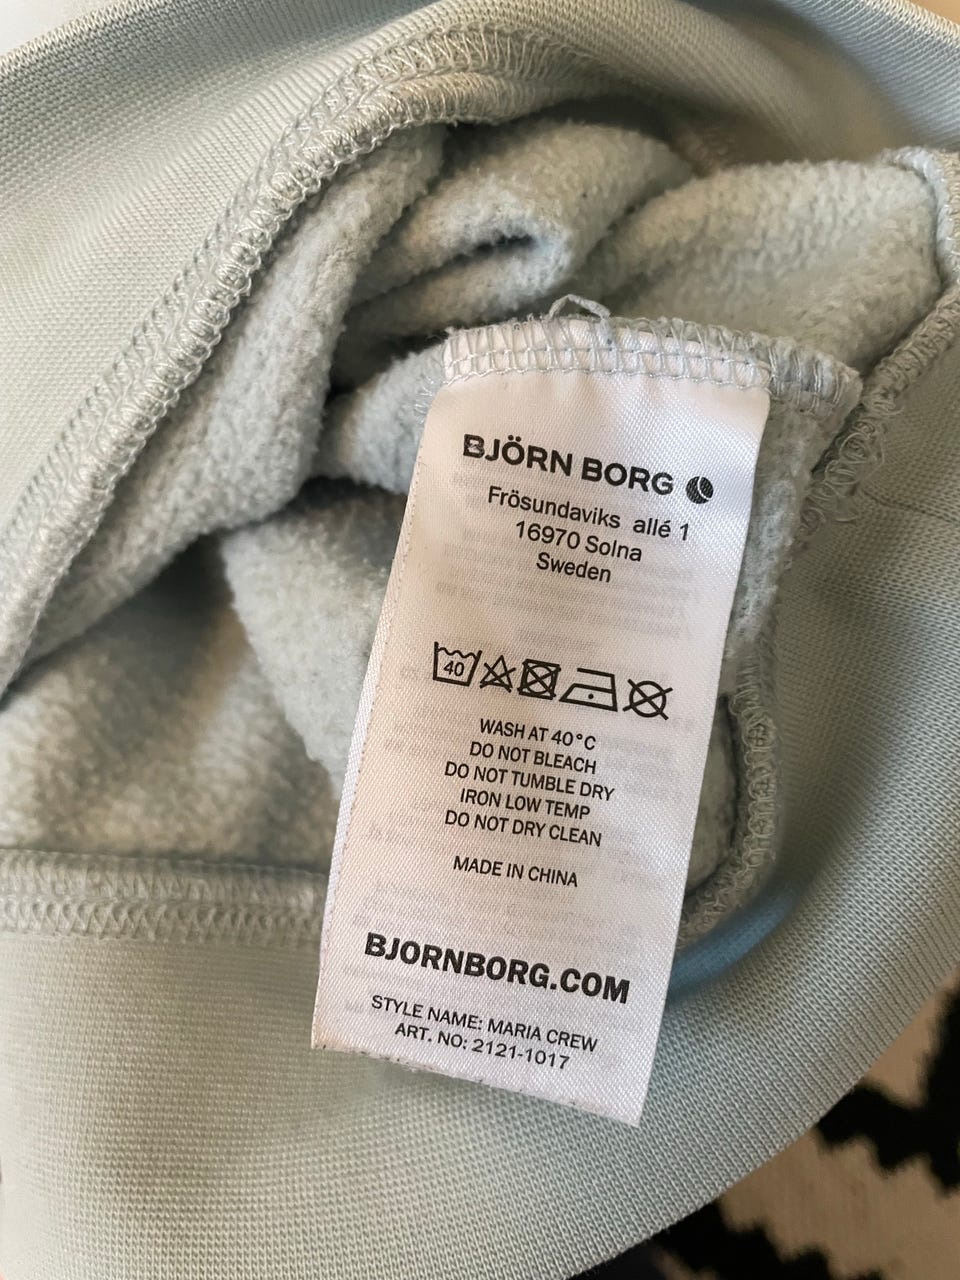 BJÖRN BORG
Frösundaviks allé 1
16970 Solna
Sweden
40
WASH AT 40°C
DO NOT BLEACH
DO NOT TUMBLE DRY
IRON LOW TEMP
DO NOT DRY CLEAN
MADE IN CHINA
BJORNBORG.COM
STYLE NAME: MARIA CREW
ART. NO: 2121-1017